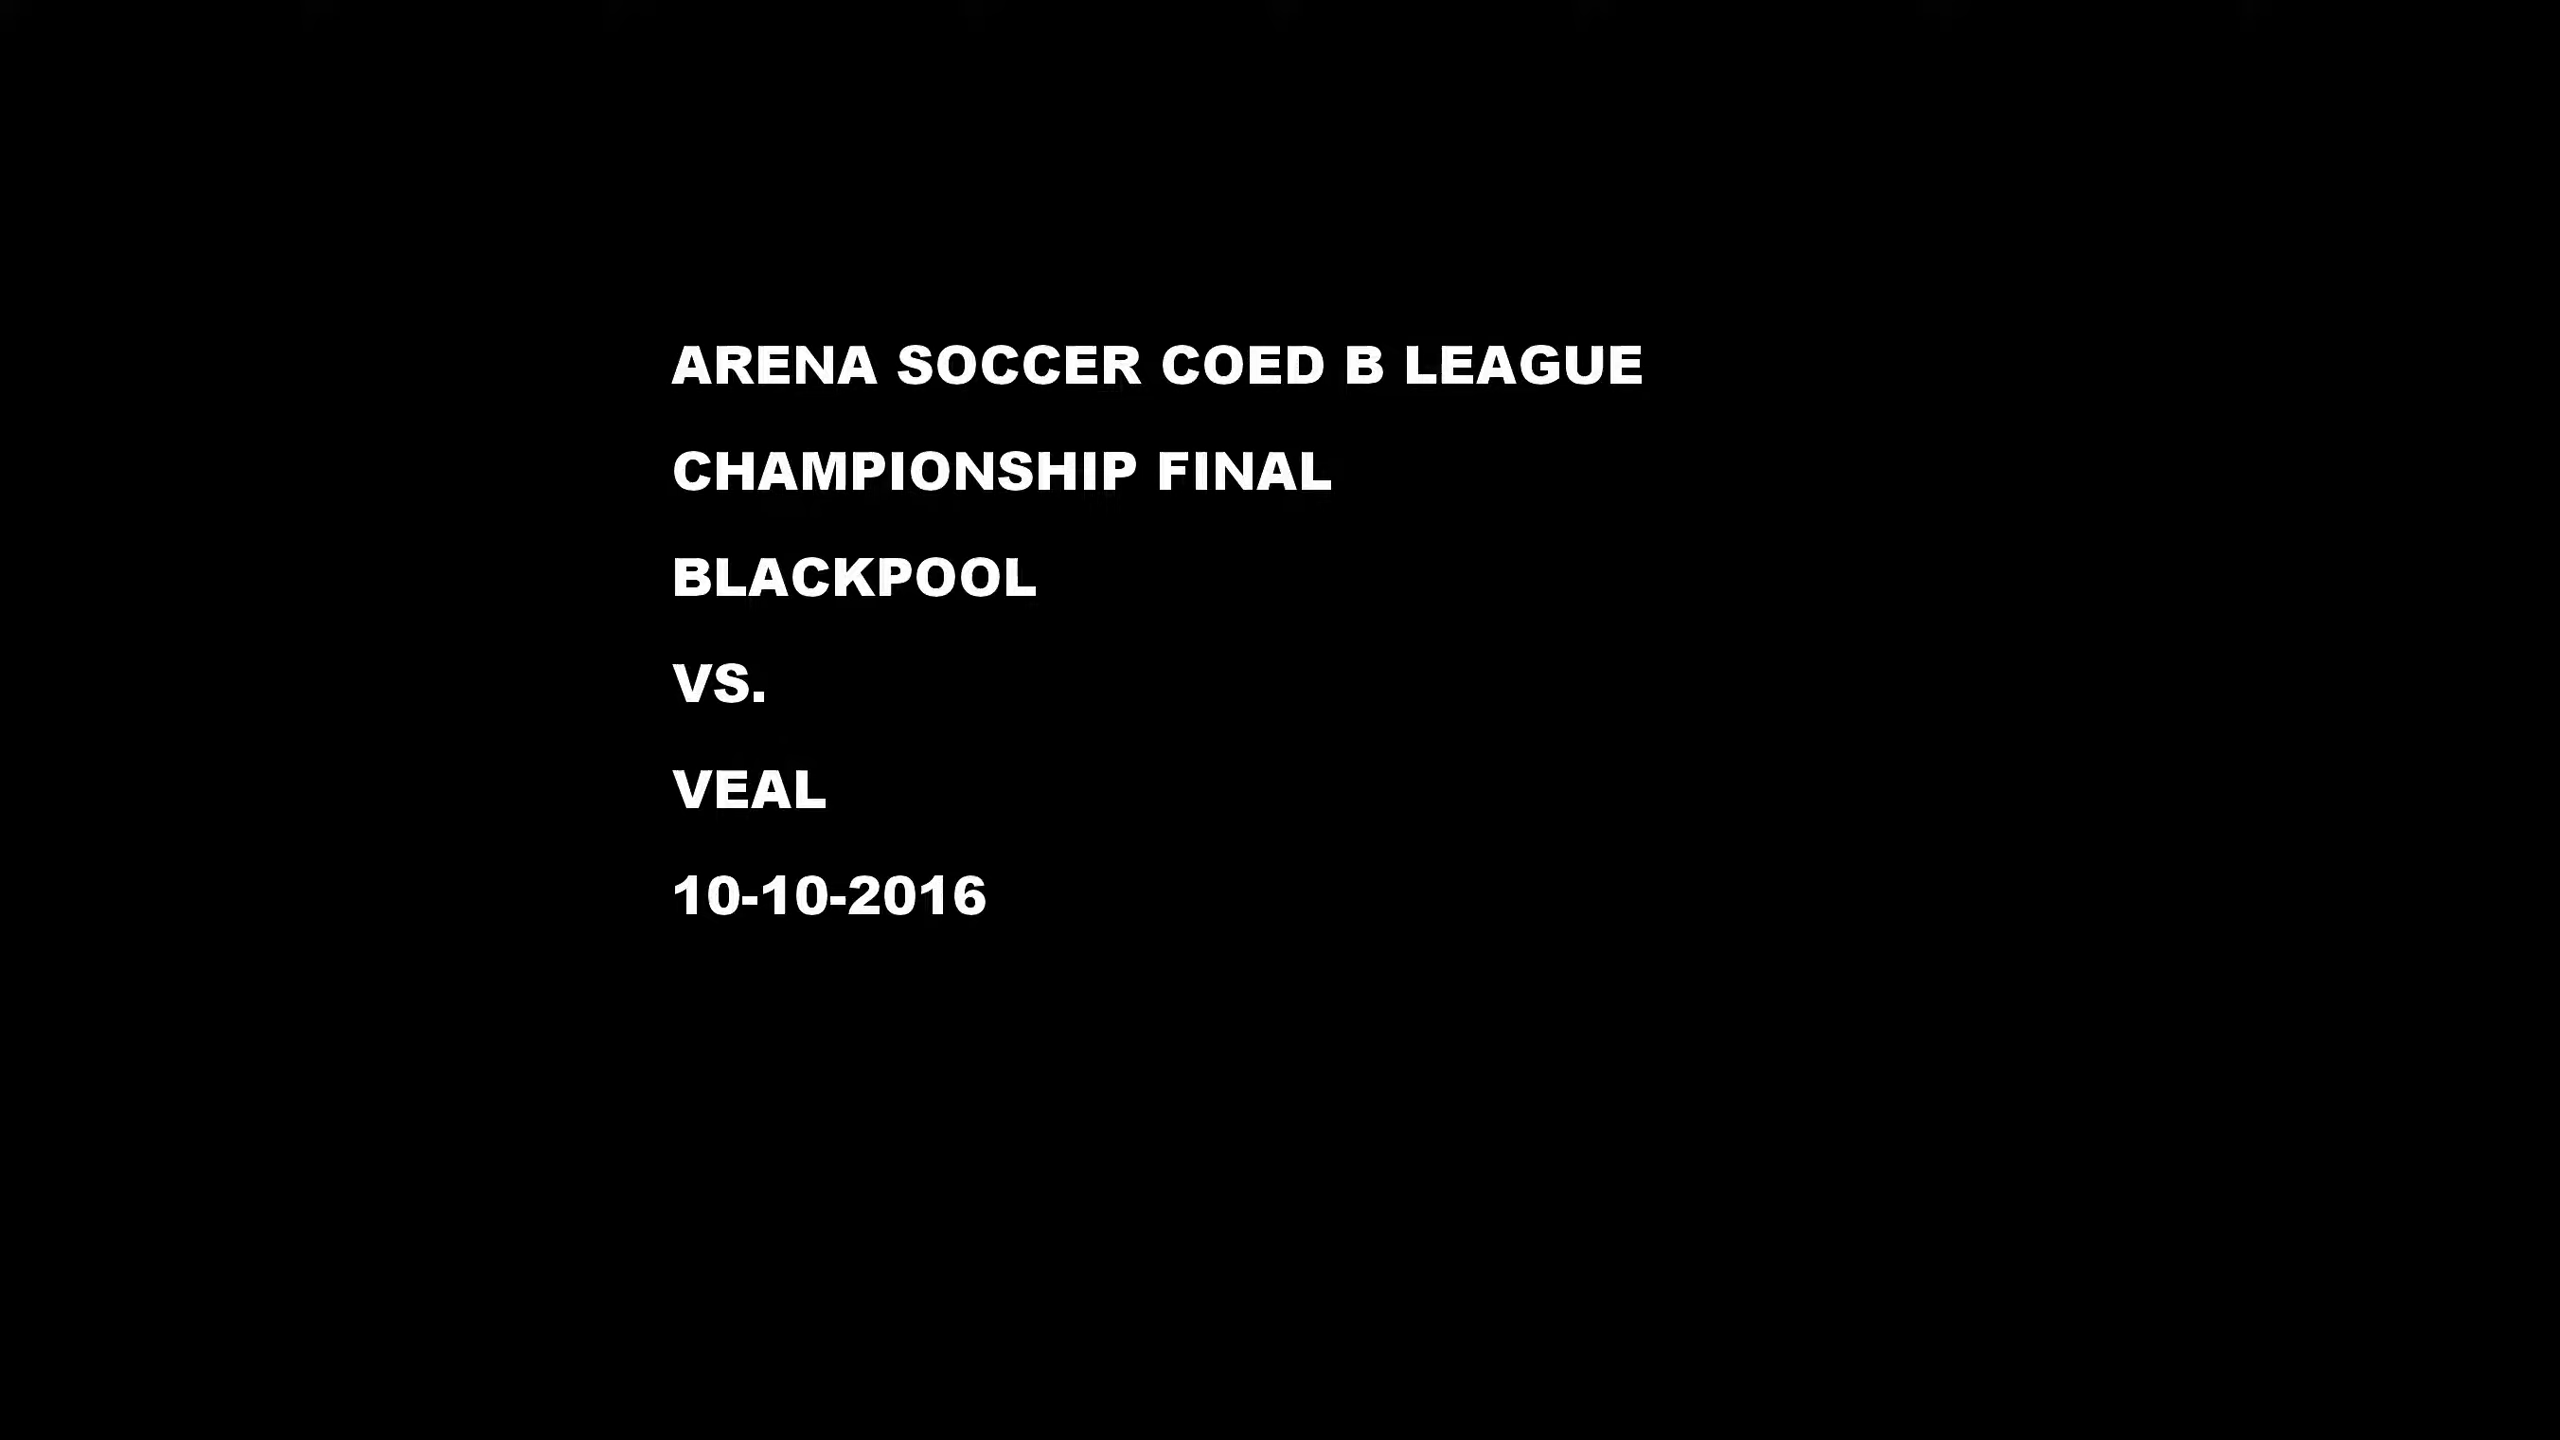 ARENA SOCCER COED B LEAGUE
CHAMPIONSHIP FINAL
BLACKPOOL
VS.
VEAL
10-10-2016